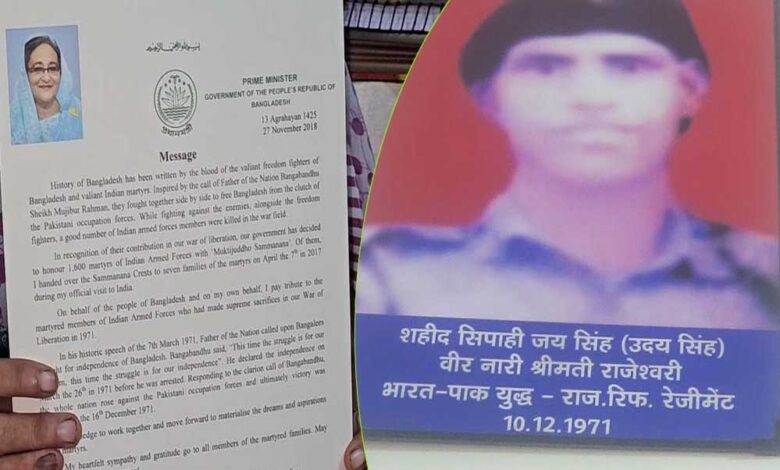 PRIME MINISTER
GOVERNMENT OF THE PEOPLE'S REPUBLIC OF
BANGLADESH
13 Agrahayan 1425
27 November 2018
Message
History of Bangladesh has been written by the blood of the valiant freedom fighters of
Bangladesh and valiant Indian martyrs. Inspired by the call of Father of the Nation Bangabandhu
Sheikh Mujibur Rahman, they fought together side by side to free Bangladesh from the clutch of
the Pakistani occupation forces. While fighting against the enemies, alongside the freedom
fighters, a good number of Indian armed forces members were killed in the war field.
In recognition of their contribution in our war of liberation, our government has decided
to honour 1,600 martyrs of Indian Armed Forces with 'Muktijuddho Sammanana'. Of them,
I handed over the Sammanana Crests to seven families of the martyrs on April the 7th in 2017
during my official visit to India.
On behalf of the people of Bangladesh and on my own behalf, I pay tribute to the
martyred members of Indian Armed Forces who had made supreme sacrifices in our War of
Liberation in 1971.
In his historic speech of the 7th March 1971, Father of the Nation called upon Bangalees
for independence of Bangladesh. Bangabandhu said, "This time the struggle is for our
this time the struggle is for our independence". He declared the independence on
the 26th in 1971 before he was arrested. Responding to the clarion call of Bangabandhu,
whole nation rose against the Pakistani occupation forces and ultimately victory was
the 16th December 1971.
to work together and move forward to materialise the dreams and aspirations
My heartfelt sympathy and gratitude go to all members of the martyred families. May
शहीद सिपाही जय सिंह (उदय सिंह)
वीर नारी श्रीमती राजेश्वरी
भारत-पाक युद्ध - राज.रिफ. रेजीमेंट
10.12.1971